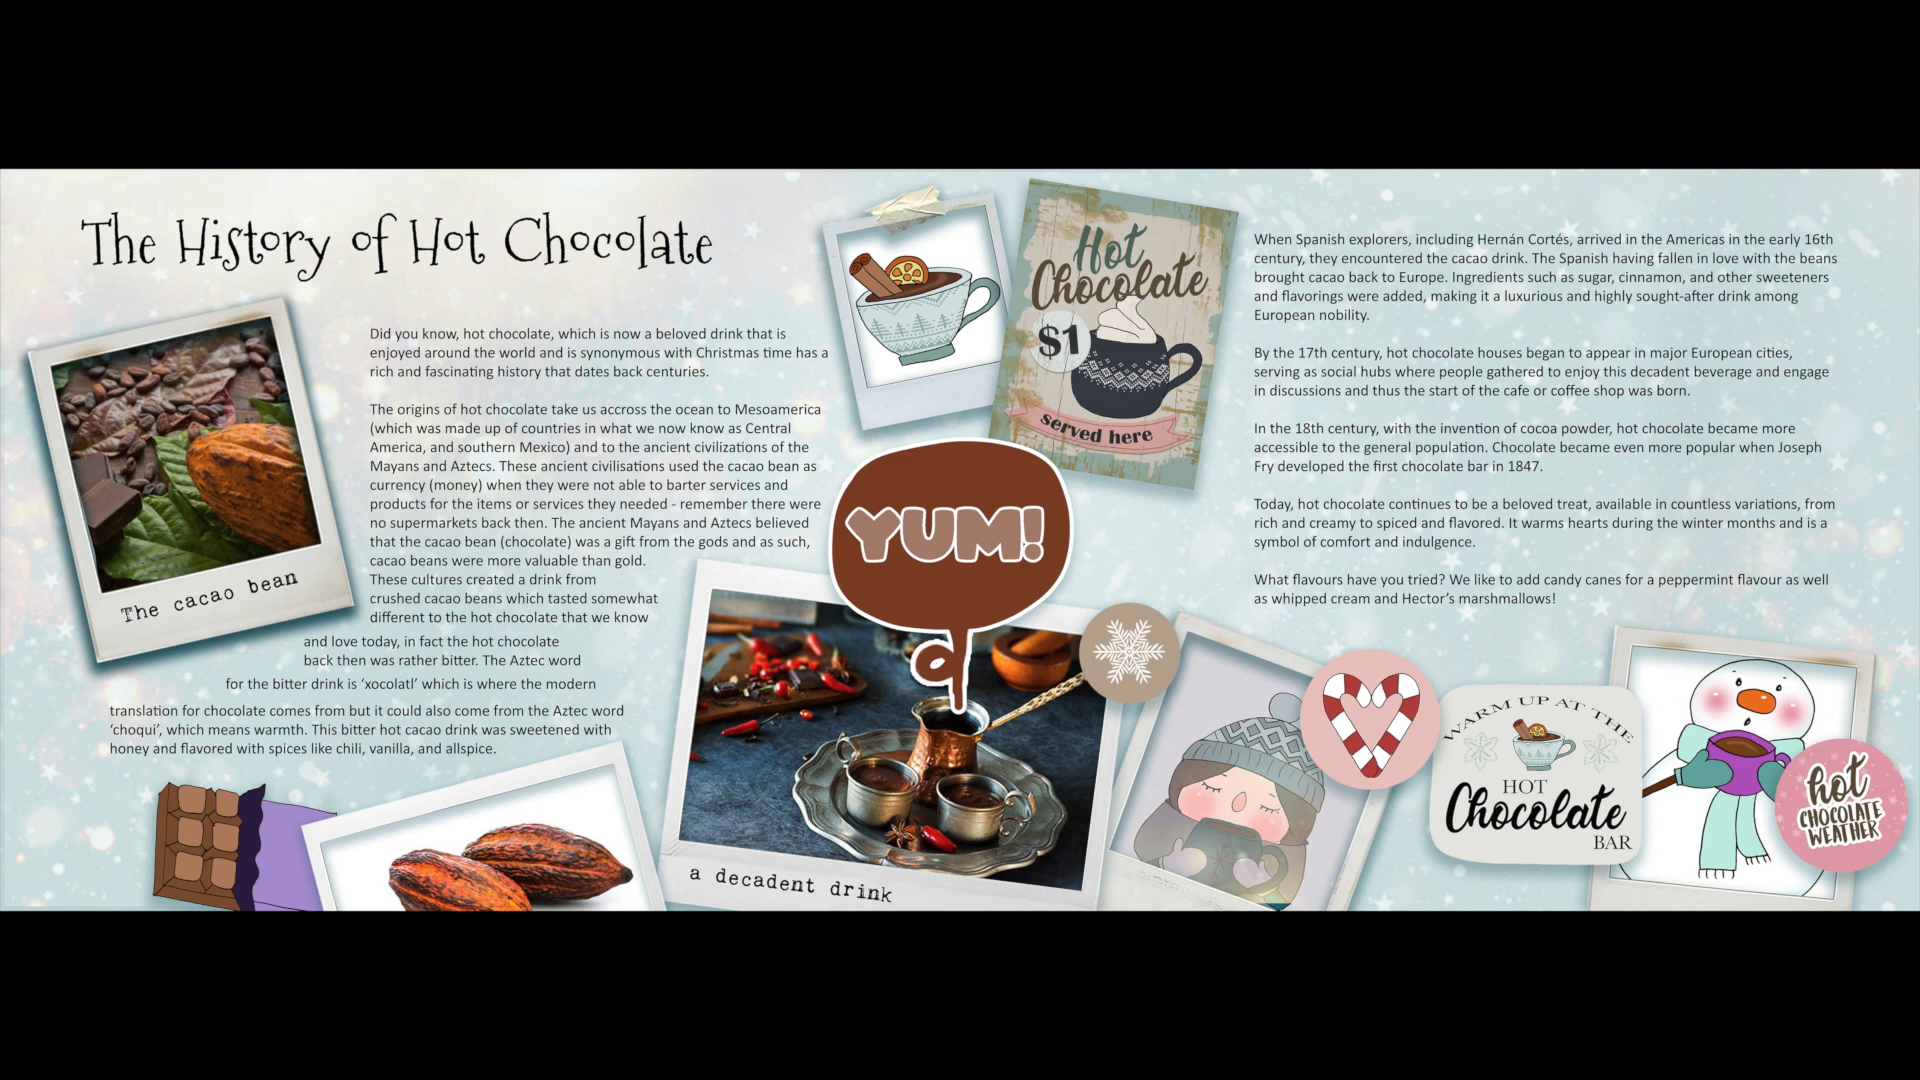 The History of Hot Chocolate
Did you know, hot chocolate, which is now a beloved drink that is
enjoyed around the world and is synonymous with Christmas time has a
rich and fascinating history that dates back centuries.
The origins of hot chocolate take us accross the ocean to Mesoamerica
(which was made up of countries in what we now know as Central
America, and southern Mexico) and to the ancient civilizations of the
Mayans and Aztecs. These ancient civilisations used the cacao bean as
currency (money) when they were not able to barter services and
products for the items or services they needed - remember there were
no supermarkets back then. The ancient Mayans and Aztecs believed
that the cacao bean (chocolate) was a gift from the gods and as such,
cacao beans were more valuable than gold.
These cultures created a drink from
crushed cacao beans which tasted somewhat
different to the hot chocolate that we know
and love today, in fact the hot chocolate
back then was rather bitter. The Aztec word
for the bitter drink is ‘xocolatl’ which is where the modern
translation for chocolate comes from but it could also come from the Aztec word
‘choqui’, which means warmth. This bitter hot cacao drink was sweetened with
honey and flavored with spices like chili, vanilla, and allspice.
The cacao bean
Hot
Chocolate
$1
served here
YUM!
a decadent drink
When Spanish explorers, including Hernán Cortés, arrived in the Americas in the early 16th
century, they encountered the cacao drink. The Spanish having fallen in love with the beans
brought cacao back to Europe. Ingredients such as sugar, cinnamon, and other sweeteners
and flavorings were added, making it a luxurious and highly sought-after drink among
European nobility.
By the 17th century, hot chocolate houses began to appear in major European cities,
serving as social hubs where people gathered to enjoy this decadent beverage and engage
in discussions and thus the start of the cafe or coffee shop was born.
In the 18th century, with the invention of cocoa powder, hot chocolate became more
accessible to the general population. Chocolate became even more popular when Joseph
Fry developed the first chocolate bar in 1847.
Today, hot chocolate continues to be a beloved treat, available in countless variations, from
rich and creamy to spiced and flavored. It warms hearts during the winter months and is a
symbol of comfort and indulgence.
What flavours have you tried? We like to add candy canes for a peppermint flavour as well
as whipped cream and Hector’s marshmallows!
WARM UP AT THE
HOT
Chocolate
BAR
hot
CHOCOLATE
WEATHER